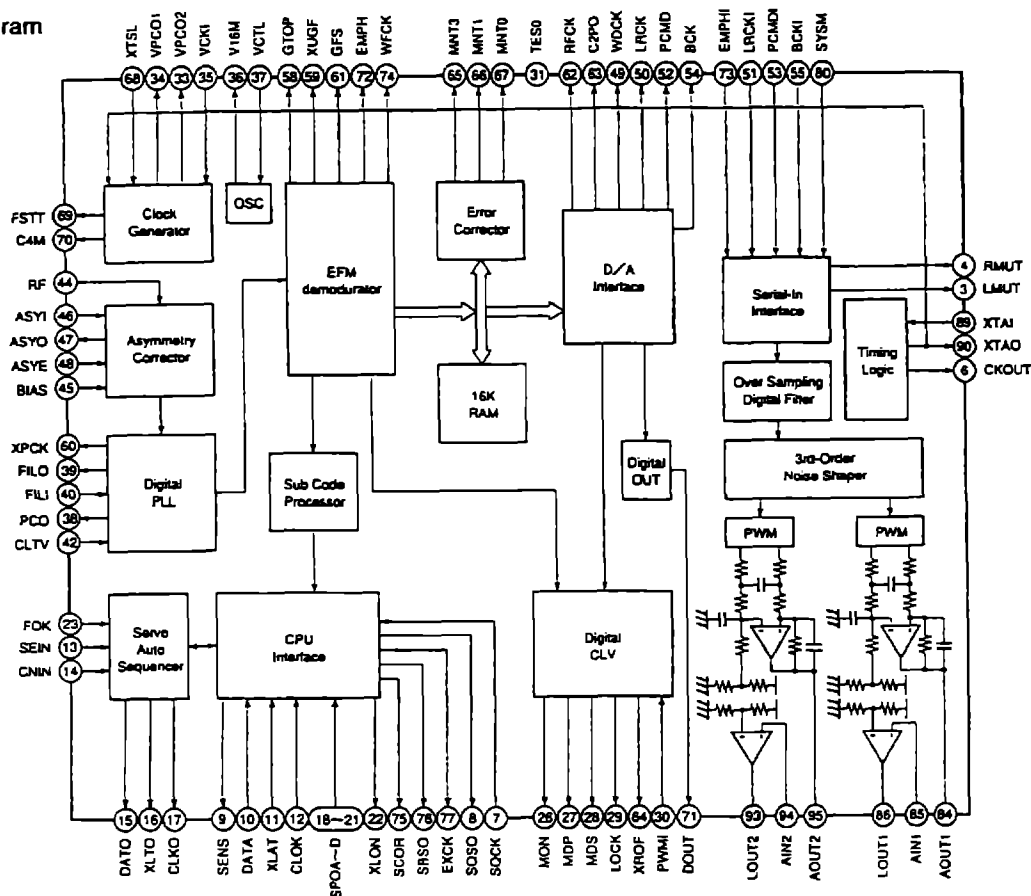 ram
XTSL VPCO1 VPCO2 VCKI V16M VCTL GTOP XUGF GFS EMPH WFCK MNT3 MNT1 MNT0 TES0 RFCK C2PO WDCK LRCK PCMD BCK EMPHI LRCKI PCMDI BCKI SYSM
68 34 33 35 36 37 58 59 61 72 74 65 66 67 31 62 63 49 50 52 54 73 51 53 55 80
FSTT 69
C4M 70
Clock
Generator
OSC
EFM
demodurator
Error
Corrector
D/A
Interface
Serial-In
Interface
4 RMUT
3 LMUT
RF 44
ASYI 46
ASYO 47
ASYE 48
BIAS 45
Asymmetry
Corrector
16K
RAM
Timing
Logic
89 XTAI
90 XTAO
6 CKOUT
Over Sampling
Digital Filter
XPCK 60
FILO 39
FILI 40
PCO 38
CLTV 42
Digital
PLL
Sub Code
Processor
Digital
OUT
3rd-Order
Noise Shaper
PWM
PWM
FOK 23
SEIN 13
CNIN 14
Servo
Auto
Sequencer
CPU
Interface
Digital
CLV
15 16 17 9 10 11 12 18~21 22 75 76 77 8 7 26 27 28 29 64 30 71 93 94 95 86 85 84
DATO XLTO CLKO SENS DATA XLAT CLOK SPOA~D XLON SCOR SBSO EXCK SQSO SQCK MON MDP MDS LOCK XROF PWMI DOUT LOUT2 AIN2 AOUT2 LOUT1 AIN1 AOUT1